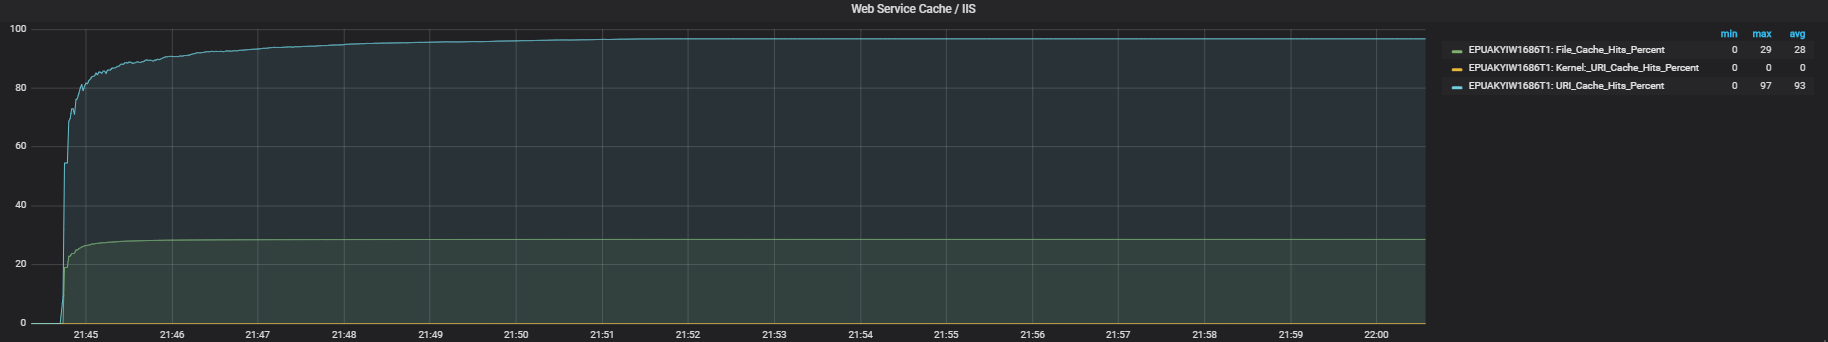 Web Service Cache / IIS
100
80
60
40
20
0
21:45 21:46 21:47 21:48 21:49 21:50 21:51 21:52 21:53 21:54 21:55 21:56 21:57 21:58 21:59 22:00
min max avg
EPUAKYIW1686T1: File_Cache_Hits_Percent 0 29 28
EPUAKYIW1686T1: Kernel:_URI_Cache_Hits_Percent 0 0 0
EPUAKYIW1686T1: URI_Cache_Hits_Percent 0 97 93